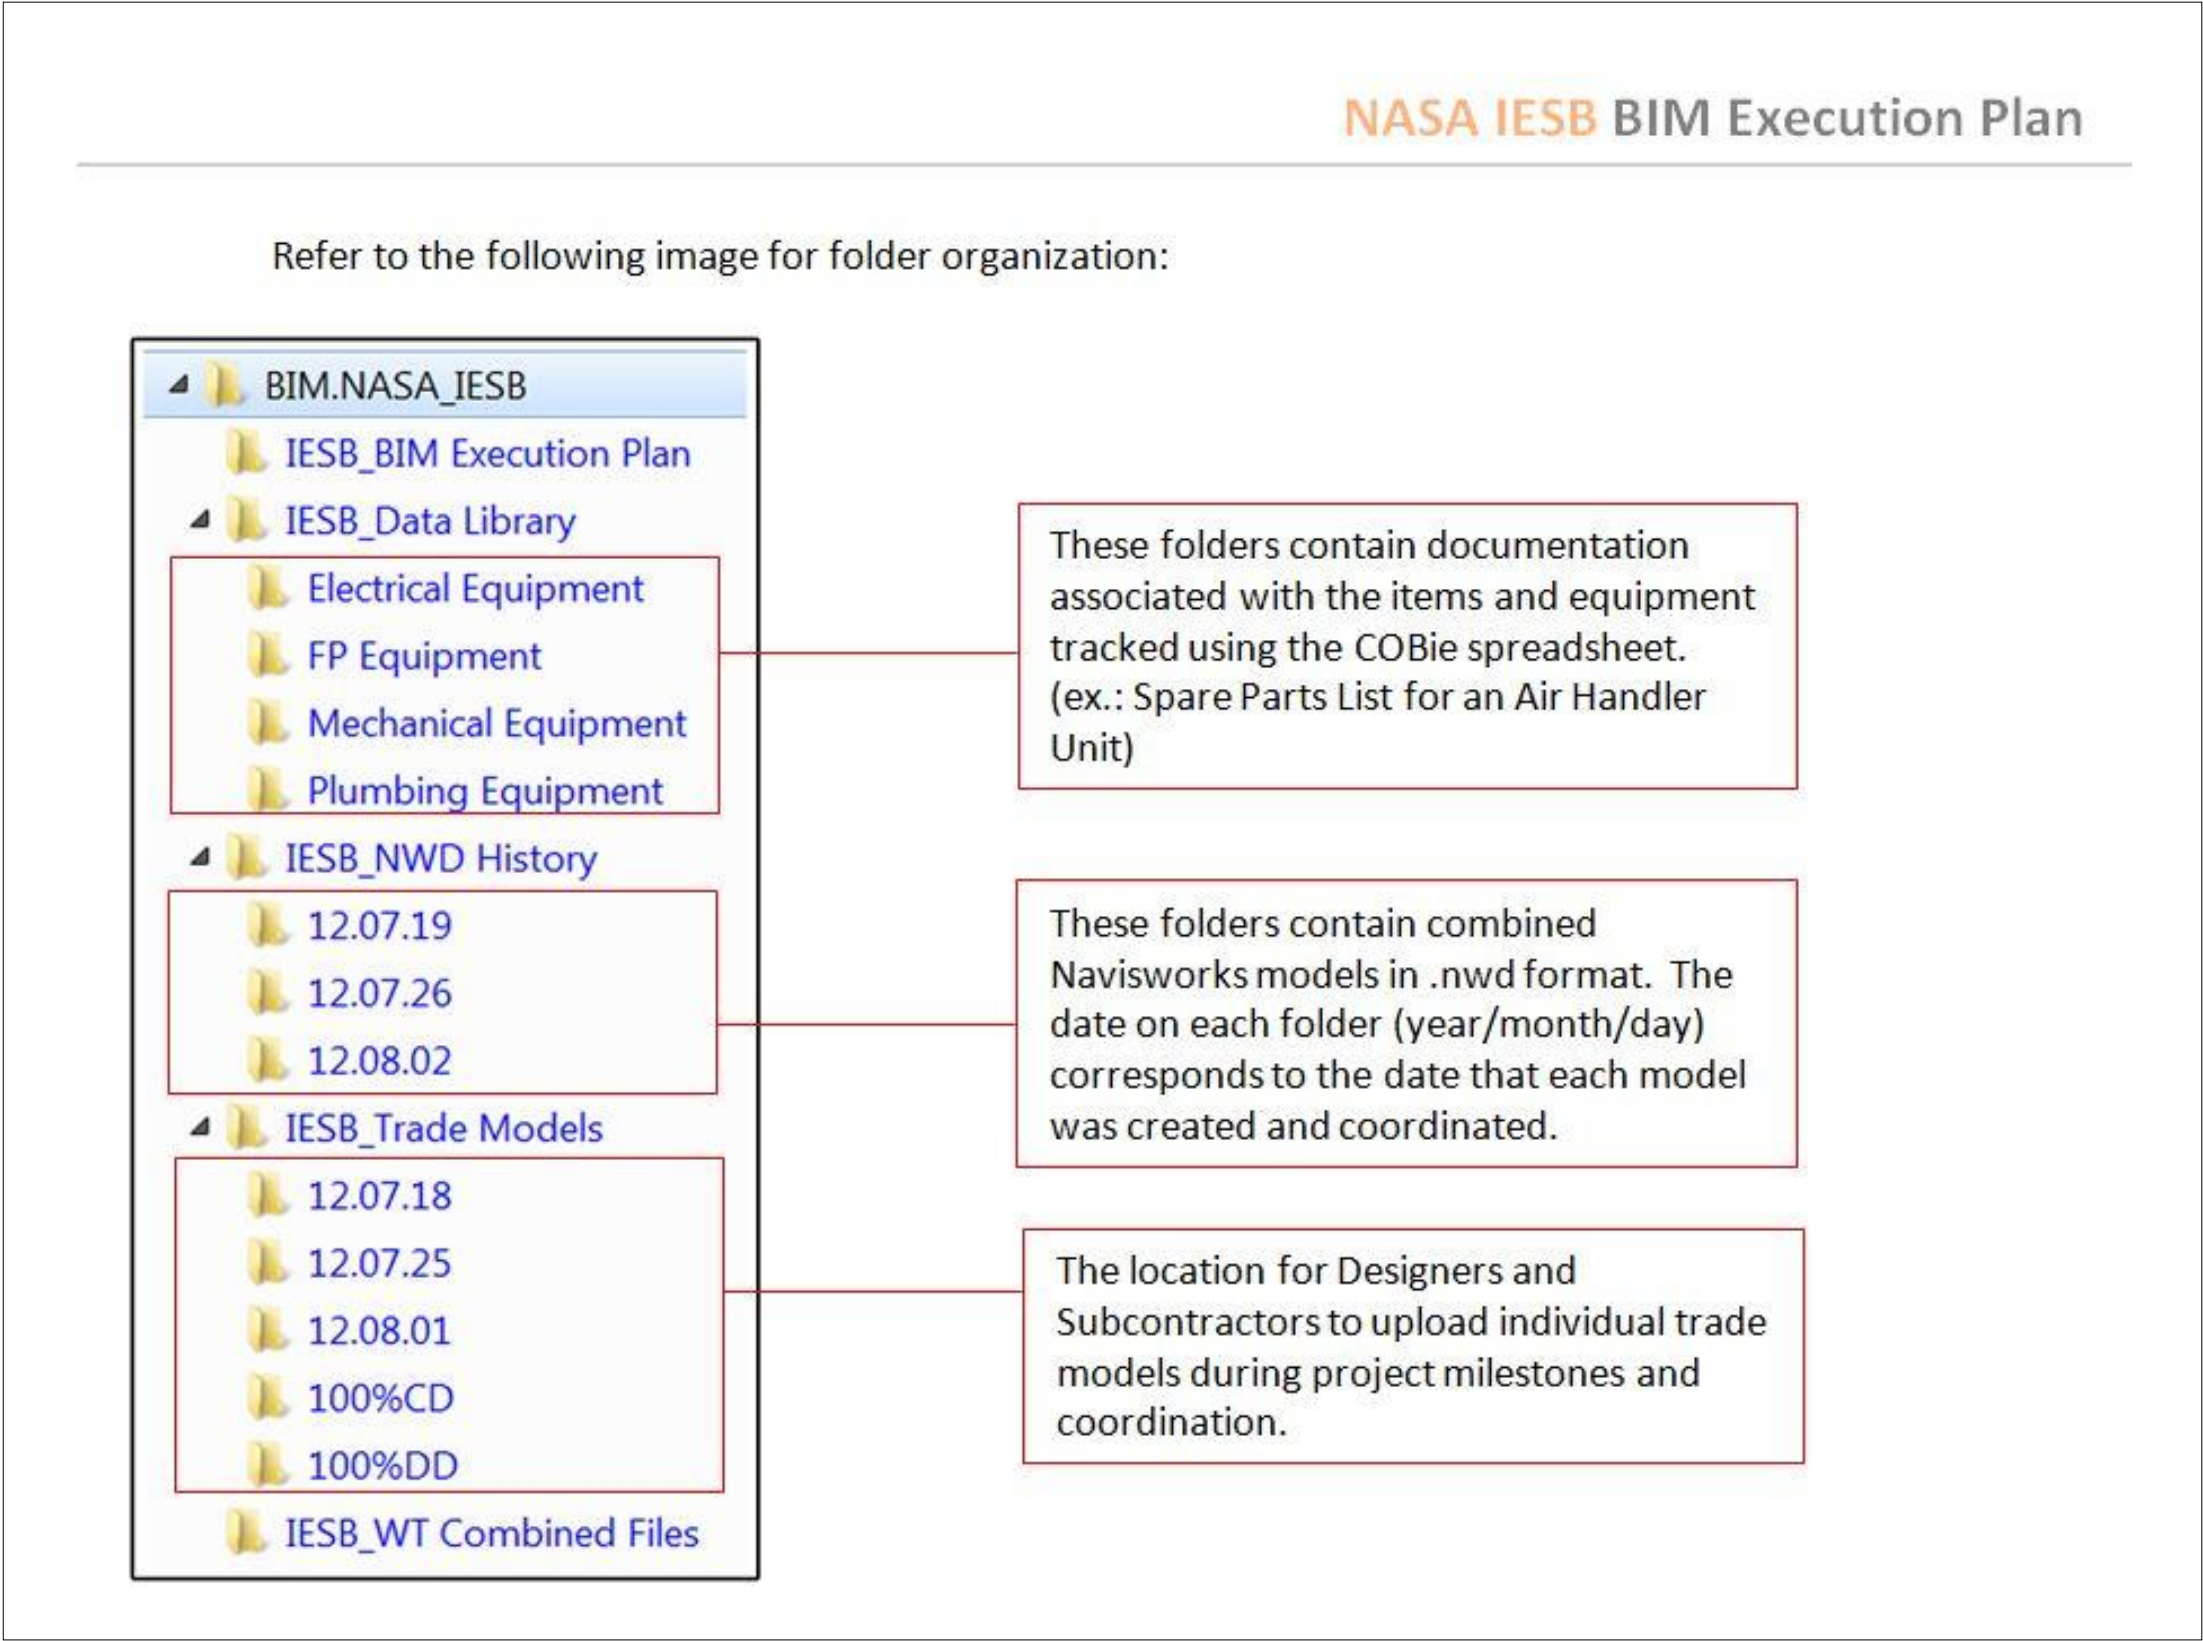 NASA IESB BIM Execution Plan
Refer to the following image for folder organization:
BIM.NASA_IESB
IESB_BIM Execution Plan
IESB_Data Library
Electrical Equipment
FP Equipment
Mechanical Equipment
Plumbing Equipment
IESB_NWD History
12.07.19
12.07.26
12.08.02
IESB_Trade Models
12.07.18
12.07.25
12.08.01
100%CD
100%DD
IESB_WT Combined Files
These folders contain documentation
associated with the items and equipment
tracked using the COBie spreadsheet.
(ex.: Spare Parts List for an Air Handler
Unit)
These folders contain combined
Navisworks models in .nwd format. The
date on each folder (year/month/day)
corresponds to the date that each model
was created and coordinated.
The location for Designers and
Subcontractors to upload individual trade
models during project milestones and
coordination.